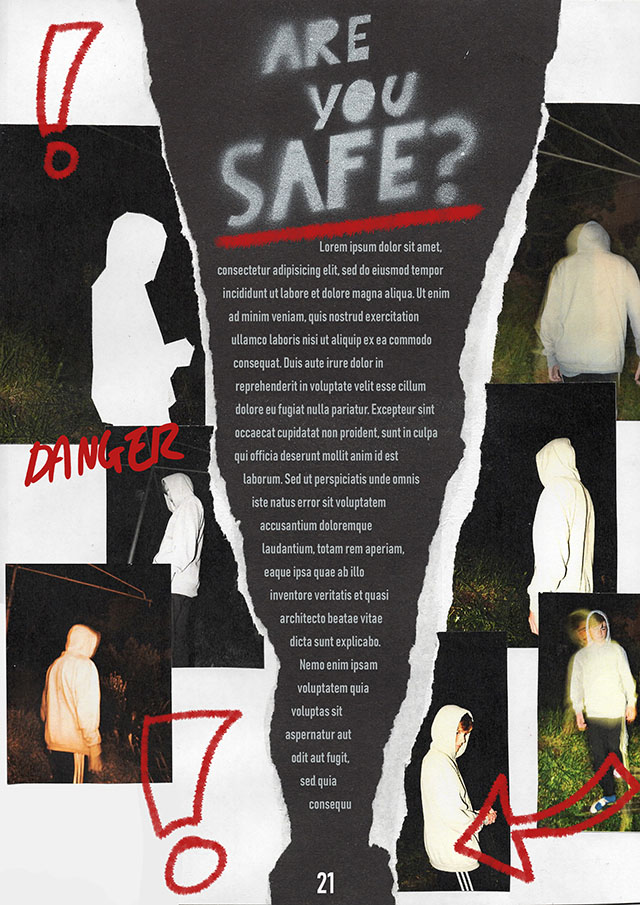 ARE
YOU
SAFE?
Lorem ipsum dolor sit amet,
consectetur adipisicing elit, sed do eiusmod tempor
incididunt ut labore et dolore magna aliqua. Ut enim
ad minim veniam, quis nostrud exercitation
ullamco laboris nisi ut aliquip ex ea commodo
consequat. Duis aute irure dolor in
reprehenderit in voluptate velit esse cillum
dolore eu fugiat nulla pariatur. Excepteur sint
occaecat cupidatat non proident, sunt in culpa
qui officia deserunt mollit anim id est
laborum. Sed ut perspiciatis unde omnis
iste natus error sit voluptatem
accusantium doloremque
laudantium, totam rem aperiam,
eaque ipsa quae ab illo
inventore veritatis et quasi
architecto beatae vitae
dicta sunt explicabo.
Nemo enim ipsam
voluptatem quia
voluptas sit
aspernatur aut
odit aut fugit,
sed quia
consequu
!
DANGER
!
21